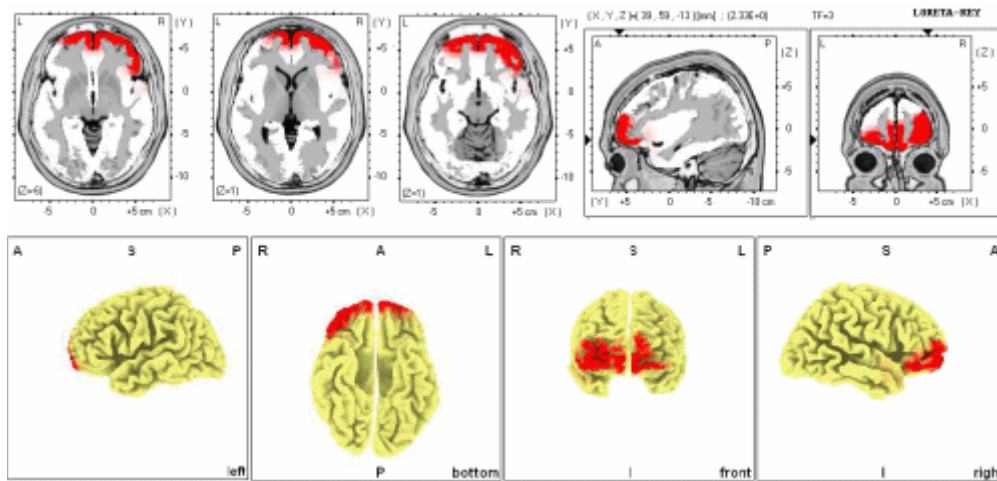 L R (Y)
L R (Y)
L R (Y)
[X,Y,Z]=( 39 , 59 , -13 )[mm] ; (2.33E+0) TF=3 LORETA-KEY
A P (Z)
L R (Z)
+5
0
-5
-10
(Z=6)
+5
0
-5
-10
(Z=1)
+5
0
-5
-10
(Z=1)
+5
0
-5
+5
0
-5
-5 0 +5 cm (X)
-5 0 +5 cm (X)
-5 0 +5 cm (X)
(Y) +5 0 -5 -10 cm
-5 0 +5 cm (X)
A S P
R A L
R S L
P S A
left
P bottom
I front
I righ